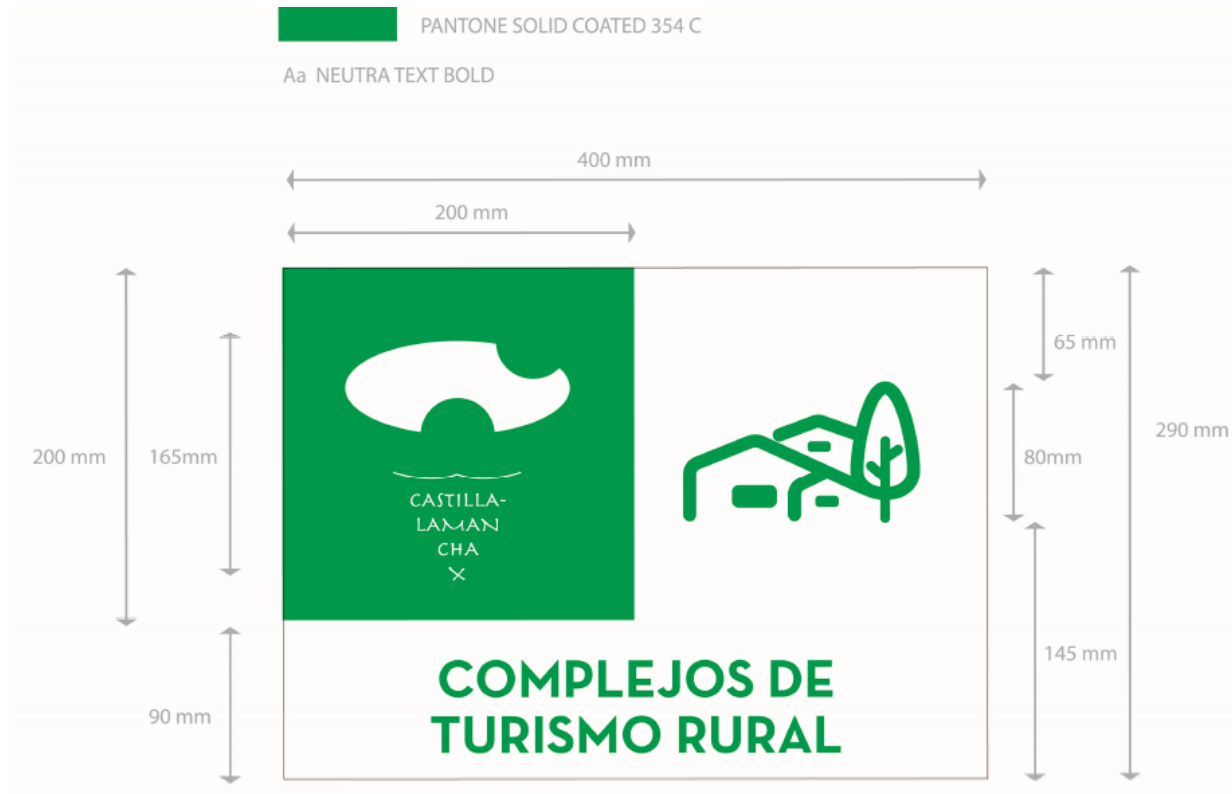 PANTONE SOLID COATED 354 C
Aa NEUTRA TEXT BOLD
400 mm
200 mm
65 mm
290 mm
200 mm
165mm
80mm
CASTILLA-
LAMAN
CHA
X
145 mm
90 mm
COMPLEJOS DE
TURISMO RURAL